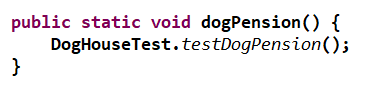 public static void dogPension() {
    DogHouseTest.testDogPension();
}